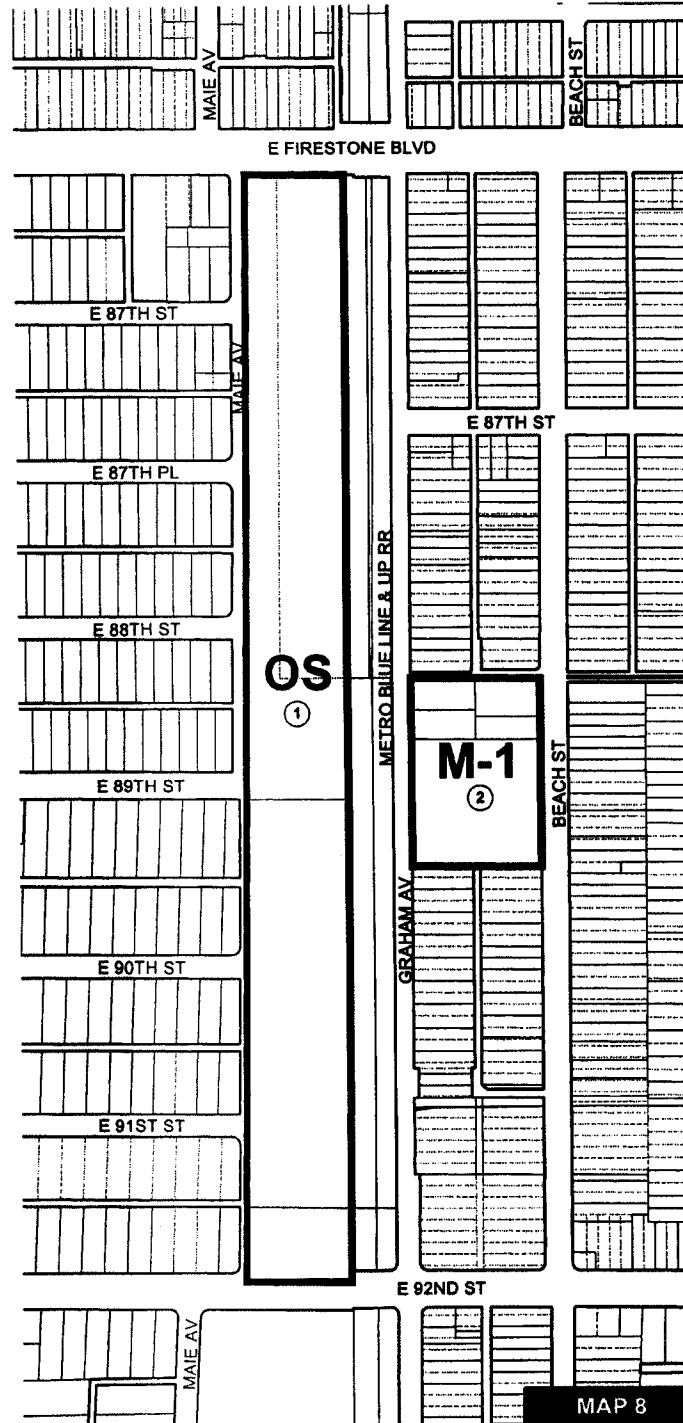 MAIE AV
BEACH ST
E FIRESTONE BLVD
E 87TH ST
MAIE AV
E 87TH ST
E 87TH PL
METRO BLUE LINE & UP RR
E 88TH ST
OS
1
M-1
2
BEACH ST
E 89TH ST
GRAHAM AV
E 90TH ST
E 91ST ST
E 92ND ST
MAIE AV
MAP 8